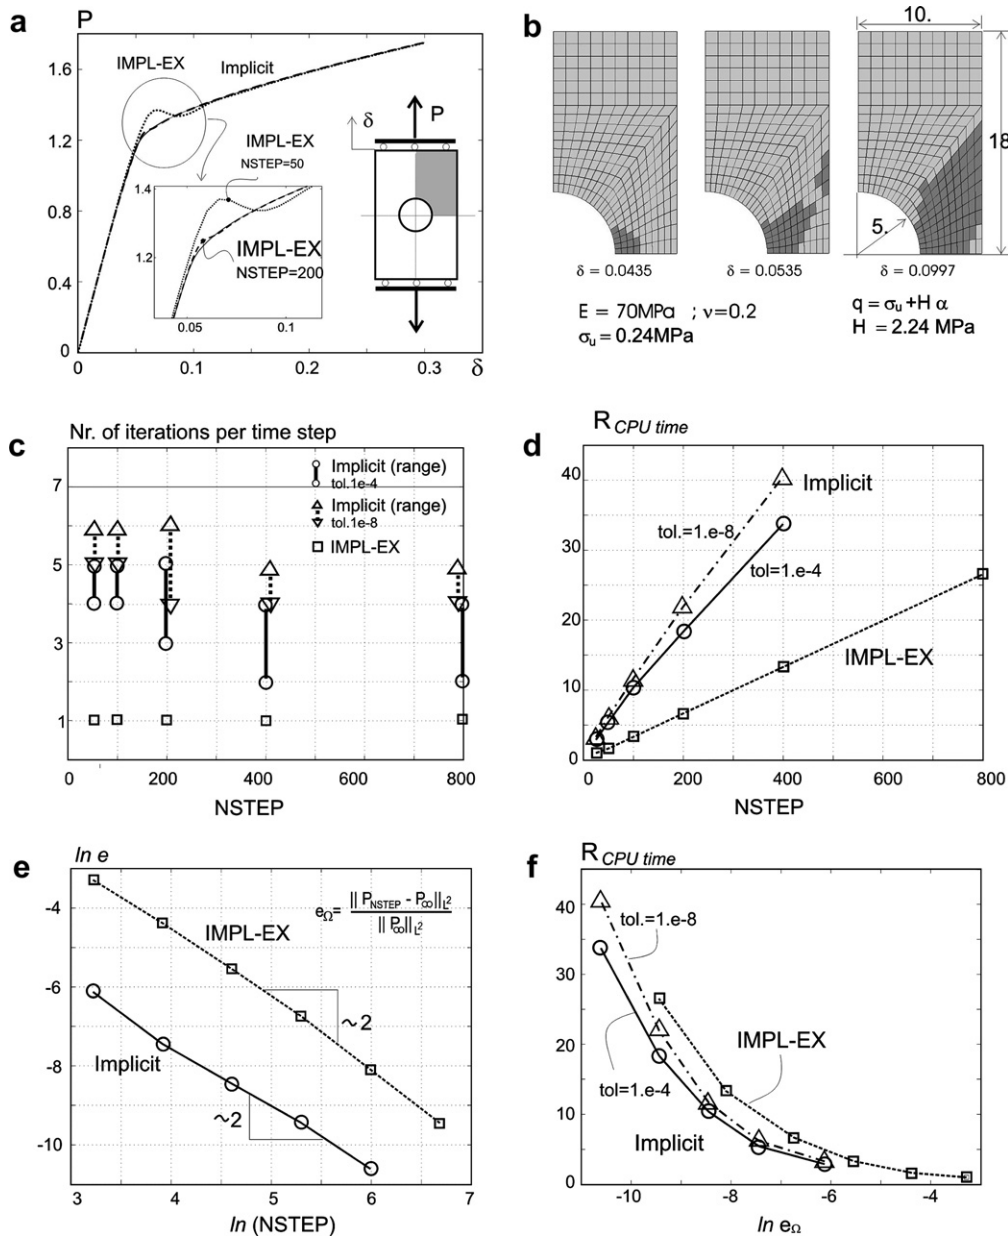 a
P
1.6
1.2
0.8
0.4
0
0
0.1
0.2
0.3
δ
IMPL-EX
Implicit
IMPL-EX
NSTEP=50
1.4
1.2
IMPL-EX
NSTEP=200
0.05
0.1
δ
P
b
10.
18
5.
δ = 0.0435
δ = 0.0535
δ = 0.0997
E = 70MPa ; ν=0.2
σu = 0.24MPa
q = σu + H α
H = 2.24 MPa
c
Nr. of iterations per time step
7
5
3
1
0
0
200
400
600
800
NSTEP
Implicit (range)
tol.1e-4
Implicit (range)
tol.1e-8
IMPL-EX
d
R CPU time
40
30
20
10
0
0
200
400
600
800
NSTEP
Implicit
tol.=1.e-8
tol=1.e-4
IMPL-EX
e
ln e
-4
-6
-8
-10
3
4
5
6
7
ln (NSTEP)
eΩ= || PNSTEP - P∞||L2
|| P∞||L2
IMPL-EX
~2
Implicit
~2
f
R CPU time
40
30
20
10
0
-10
-8
-6
-4
ln eΩ
tol.=1.e-8
IMPL-EX
tol=1.e-4
Implicit